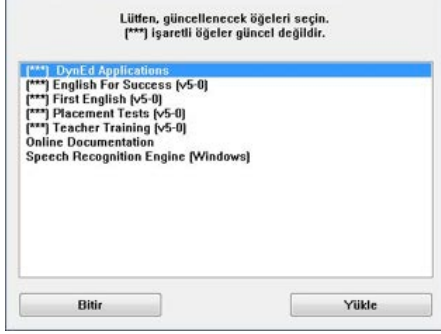 Lütfen, güncellenecek öğeleri seçin.
(***) işaretli öğeler güncel değildir.
(***) DynEd Applications
(***) English For Success (v5-0)
(***) First English (v5-0)
(***) Placement Tests (v5-0)
(***) Teacher Training (v5-0)
Online Documentation
Speech Recognition Engine (Windows)
Bitir
Yükle